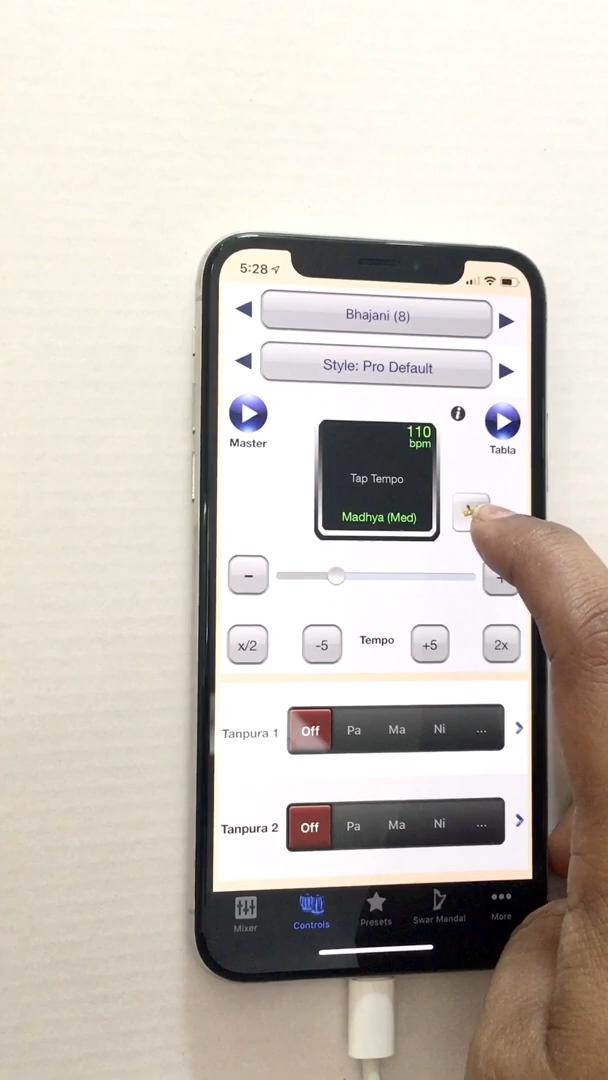 5:28
Bhajani (8)
Style: Pro Default
Master
110
bpm
Tap Tempo
Madhya (Med)
Tabla
-
+
x/2
-5
Tempo
+5
2x
Tanpura 1
Off
Pa
Ma
Ni
...
Tanpura 2
Off
Pa
Ma
Ni
...
Mixer
Controls
Presets
Swar Mandal
More